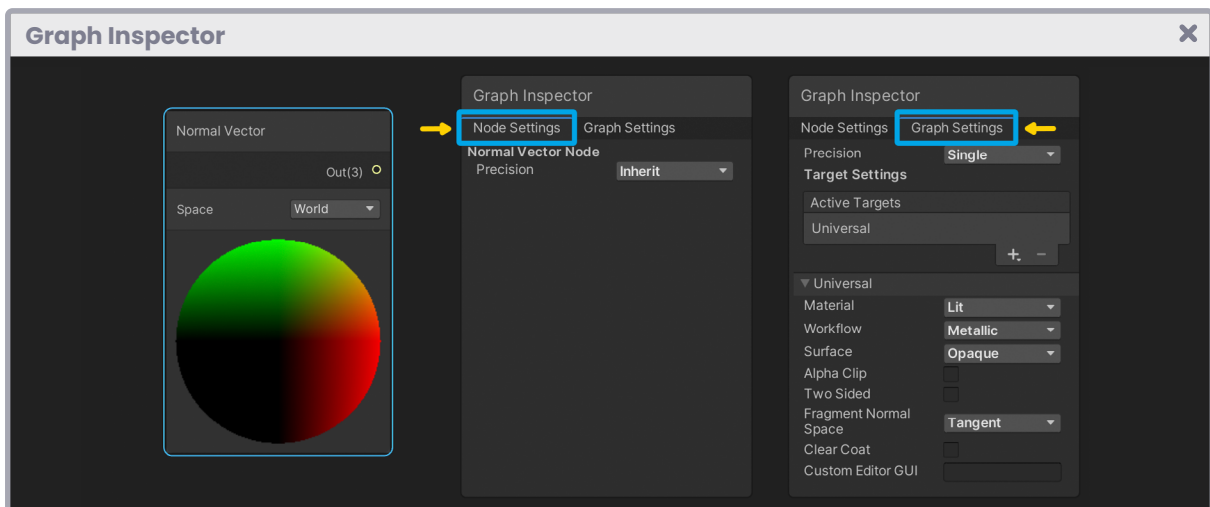 Graph Inspector
Normal Vector
Out(3)
Space World
Graph Inspector
Node Settings Graph Settings
Normal Vector Node
Precision Inherit
Graph Inspector
Node Settings Graph Settings
Precision Single
Target Settings
Active Targets
Universal
+ −
Universal
Material Lit
Workflow Metallic
Surface Opaque
Alpha Clip
Two Sided
Fragment Normal
Space Tangent
Clear Coat
Custom Editor GUI